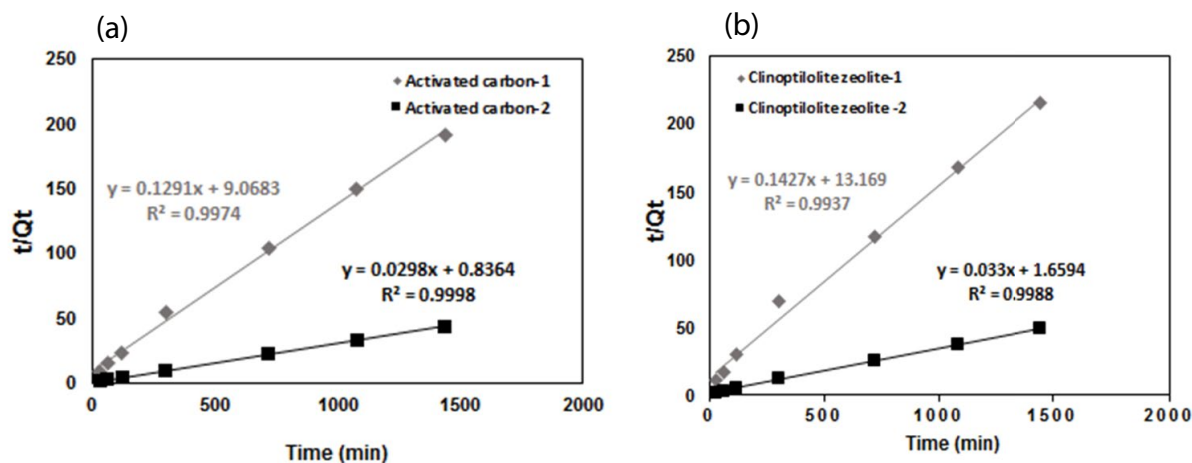 (a)
250
200
150
100
50
0
t/Qt
Activated carbon-1
Activated carbon-2
y = 0.1291x + 9.0683
R² = 0.9974
y = 0.0298x + 0.8364
R² = 0.9998
0 500 1000 1500 2000
Time (min)
(b)
250
200
150
100
50
0
t/Qt
Clinoptilolite zeolite-1
Clinoptilolite zeolite -2
y = 0.1427x + 13.169
R² = 0.9937
y = 0.033x + 1.6594
R² = 0.9988
0 500 1000 1500 2000
Time (min)